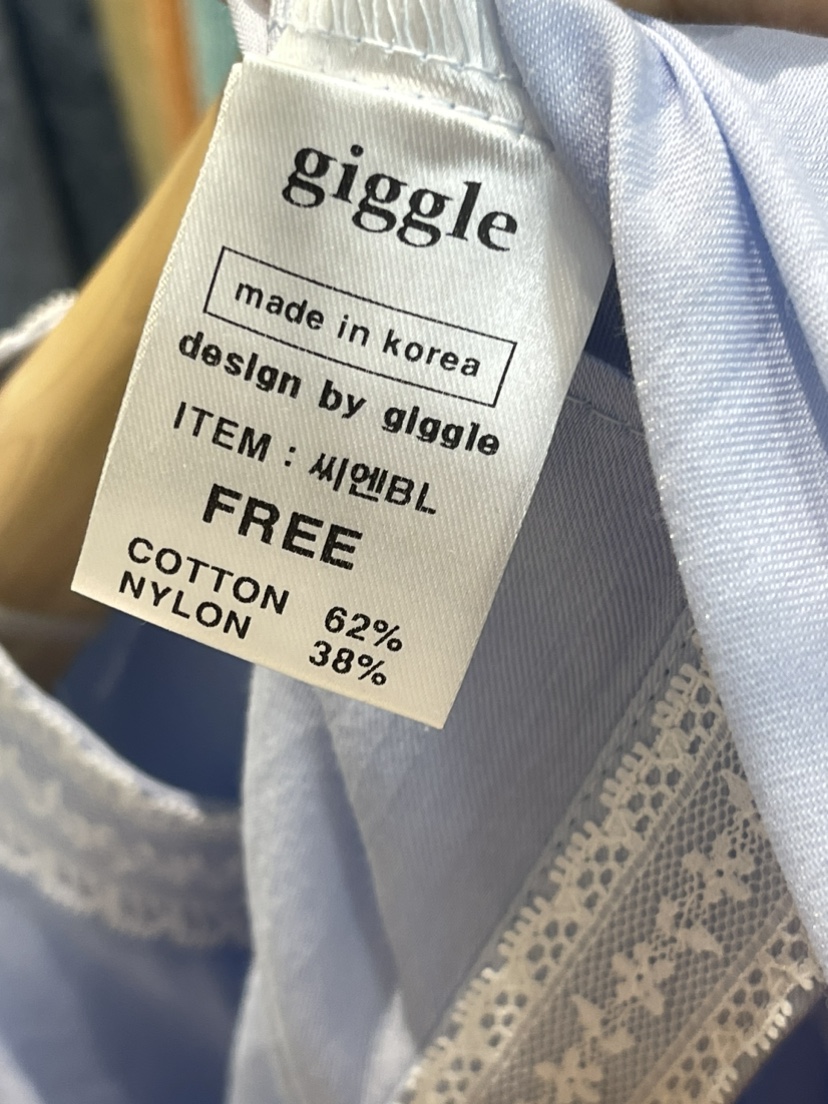 giggle
made in korea
design by giggle
ITEM : 씨엔BL
FREE
COTTON 62%
NYLON 38%